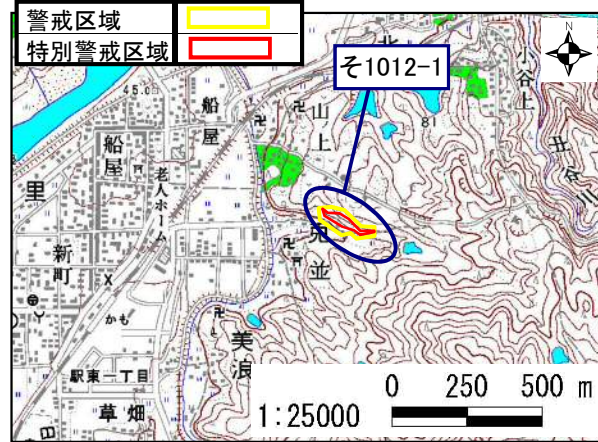 警戒区域
特別警戒区域
そ1012-1
N
北
小谷上
丑谷川
山上
81
45.0
船屋
船屋
老人ホーム
里
新町
兎並
美浪
かも
駅東一丁目
草畑
日
0 250 500 m
1:25000